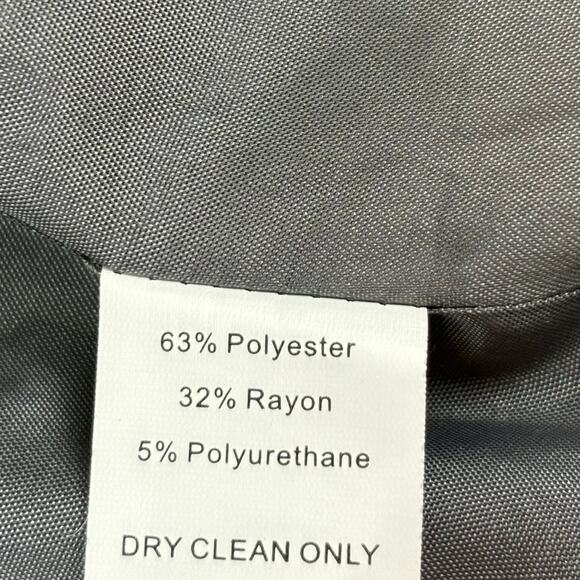 63% Polyester
32% Rayon
5% Polyurethane
DRY CLEAN ONLY